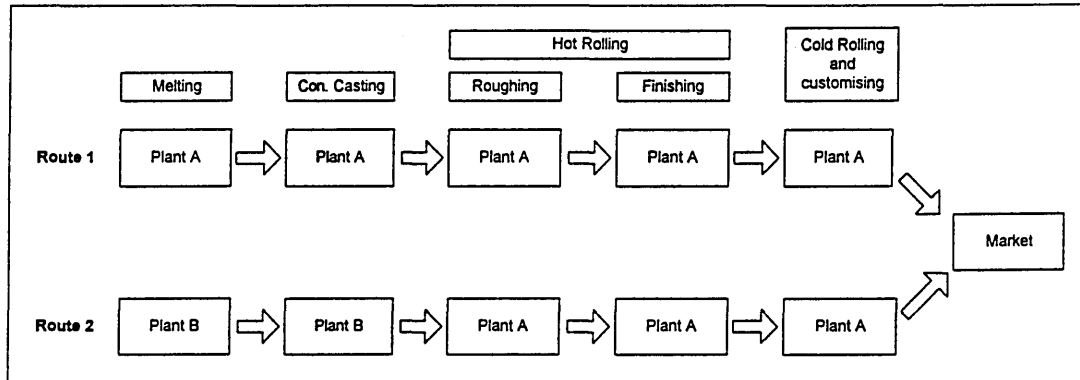 Hot Rolling
Cold Rolling
and
customising
Melting
Con. Casting
Roughing
Finishing
Route 1
Plant A
Plant A
Plant A
Plant A
Plant A
Market
Route 2
Plant B
Plant B
Plant A
Plant A
Plant A